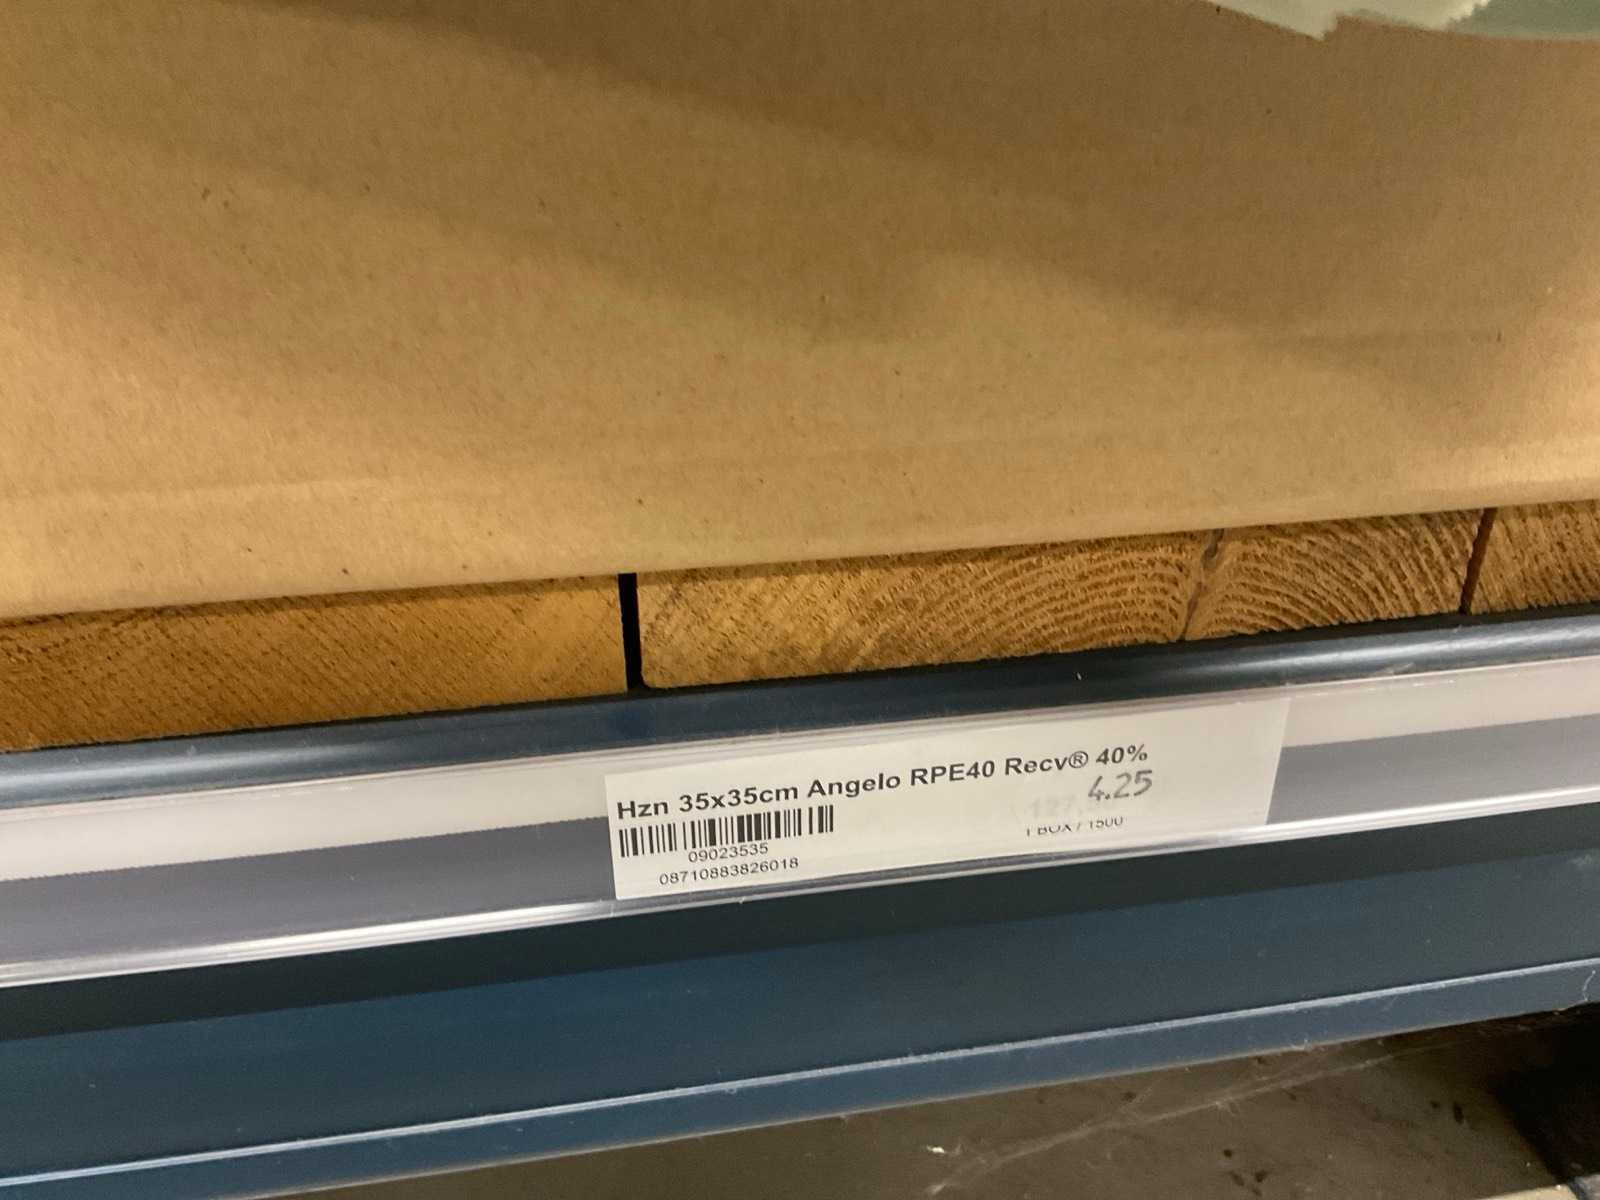 Hzn 35x35cm Angelo RPE40 Recv® 40%
4.25
1 BOX / 1500
09023535
08710883826018